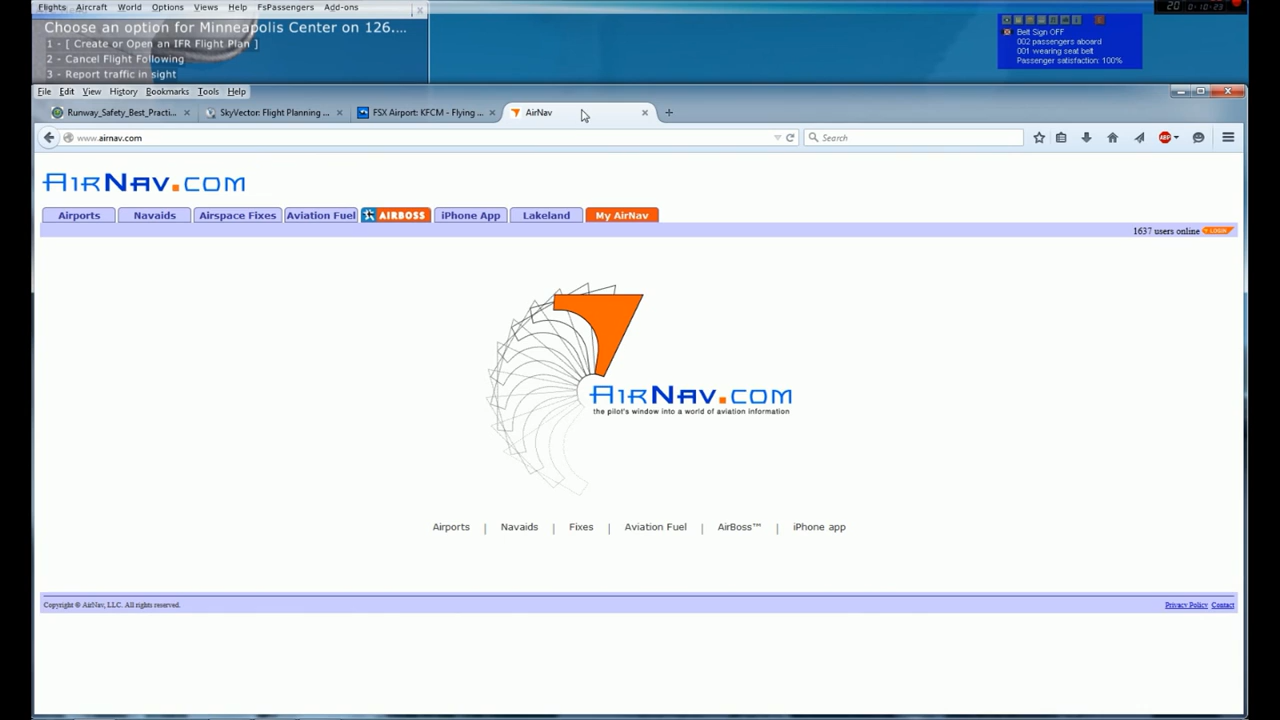 Flights Aircraft World Options Views Help FsPassengers Add-ons
Choose an option for Minneapolis Center on 126....
1 - [ Create or Open an IFR Flight Plan ]
2 - Cancel Flight Following
3 - Report traffic in sight
Belt Sign OFF
002 passengers aboard
001 wearing seat belt
Passenger satisfaction: 100%
20 0:10:23
File Edit View History Bookmarks Tools Help
Runway_Safety_Best_Practi... SkyVector: Flight Planning ... FSX Airport: KFCM - Flying ... AirNav
www.airnav.com Search
AIRNAV.COM
Airports Navaids Airspace Fixes Aviation Fuel AIRBOSS iPhone App Lakeland My AirNav
1637 users online LOGIN
AIRNAV.COM
the pilot's window into a world of aviation information
Airports | Navaids | Fixes | Aviation Fuel | AirBoss™ | iPhone app
Copyright © AirNav, LLC. All rights reserved. Privacy Policy Contact